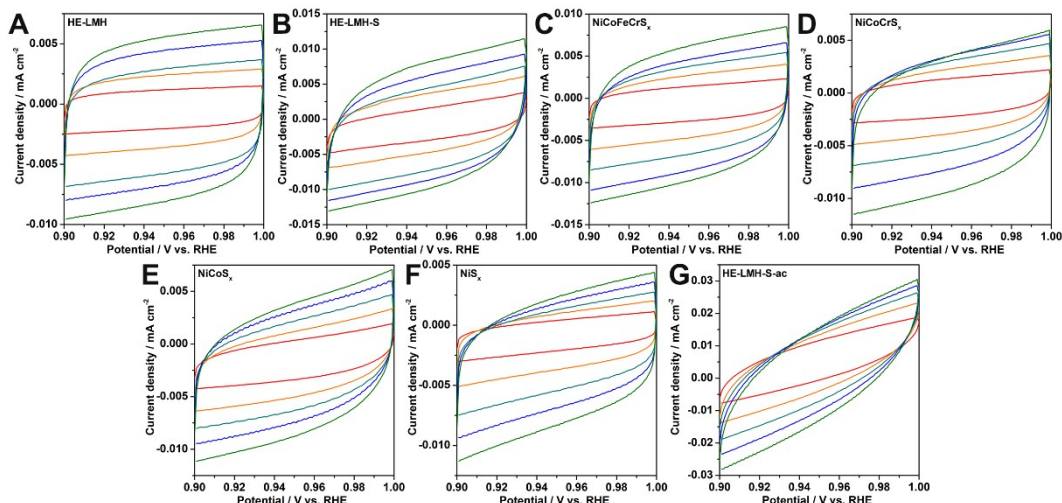 A
HE-LMH
Current density / mA cm⁻²
0.005
0.000
-0.005
-0.010
0.90 0.92 0.94 0.96 0.98 1.00
Potential / V vs. RHE
B
HE-LMH-S
Current density / mA cm⁻²
0.015
0.010
0.005
0.000
-0.005
-0.010
-0.015
0.90 0.92 0.94 0.96 0.98 1.00
Potential / V vs. RHE
C
NiCoFeCrSₓ
Current density / mA cm⁻²
0.010
0.005
0.000
-0.005
-0.010
-0.015
0.90 0.92 0.94 0.96 0.98 1.00
Potential / V vs. RHE
D
NiCoCrSₓ
Current density / mA cm⁻²
0.005
0.000
-0.005
-0.010
0.90 0.92 0.94 0.96 0.98 1.00
Potential / V vs. RHE
E
NiCoSₓ
Current density / mA cm⁻²
0.005
0.000
-0.005
-0.010
0.90 0.92 0.94 0.96 0.98 1.00
Potential / V vs. RHE
F
NiSₓ
Current density / mA cm⁻²
0.005
0.000
-0.005
-0.010
0.90 0.92 0.94 0.96 0.98 1.00
Potential / V vs. RHE
G
HE-LMH-S-ac
Current density / mA cm⁻²
0.03
0.02
0.01
0.00
-0.01
-0.02
-0.03
0.90 0.92 0.94 0.96 0.98 1.00
Potential / V vs. RHE